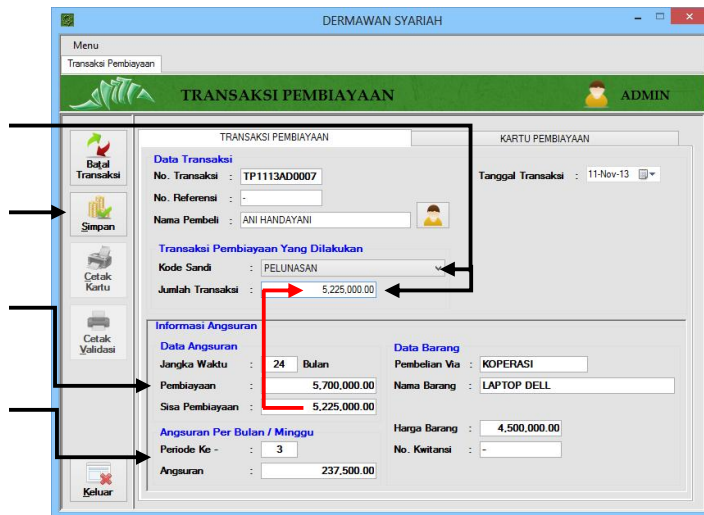 DERMAWAN SYARIAH
Menu
Transaksi Pembiayaan
TRANSAKSI PEMBIAYAAN
ADMIN
Batal
Transaksi
Simpan
Cetak
Kartu
Cetak
Validasi
Keluar
TRANSAKSI PEMBIAYAAN KARTU PEMBIAYAAN
Data Transaksi
No. Transaksi : TP1113AD0007 Tanggal Transaksi : 11-Nov-13
No. Referensi : -
Nama Pembeli : ANI HANDAYANI
Transaksi Pembiayaan Yang Dilakukan
Kode Sandi : PELUNASAN
Jumlah Transaksi : 5,225,000.00
Informasi Angsuran
Data Angsuran Data Barang
Jangka Waktu : 24 Bulan Pembelian Via : KOPERASI
Pembiayaan : 5,700,000.00 Nama Barang : LAPTOP DELL
Sisa Pembiayaan : 5,225,000.00
Angsuran Per Bulan / Minggu Harga Barang : 4,500,000.00
Periode Ke - : 3 No. Kwitansi : -
Angsuran : 237,500.00